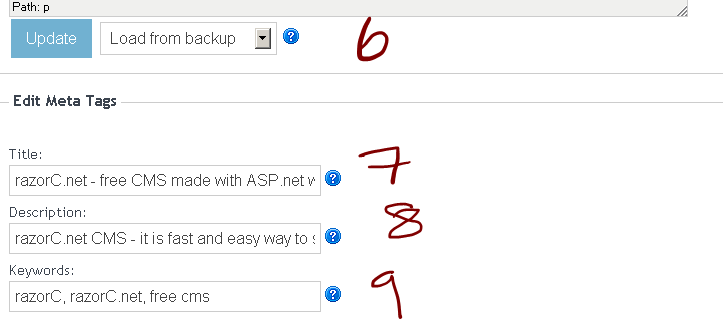 Path: p
Update Load from backup ? 6
Edit Meta Tags
Title:
razorC.net - free CMS made with ASP.net w ? 7
Description:
razorC.net CMS - it is fast and easy way to s ? 8
Keywords:
razorC, razorC.net, free cms ? 9